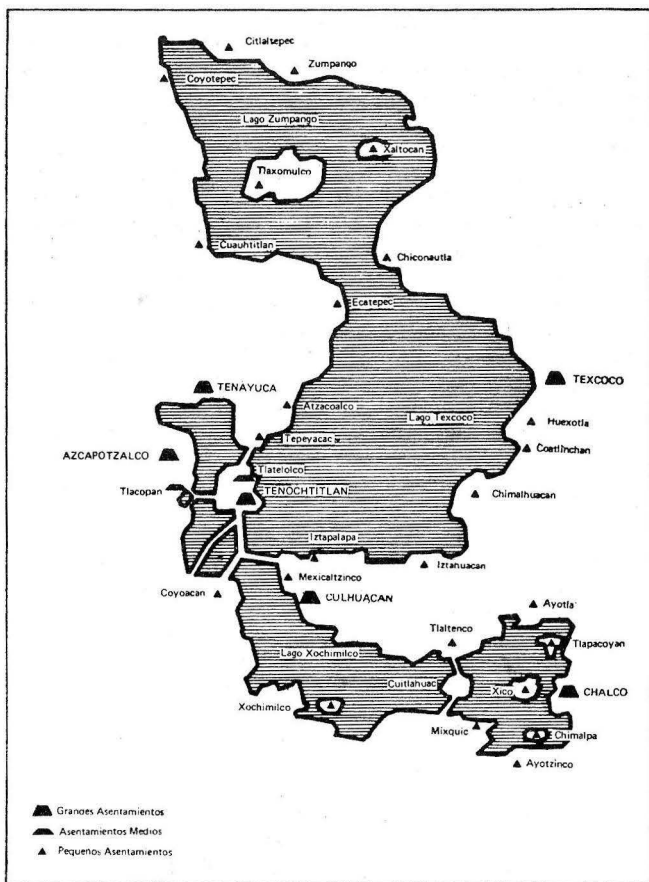 Citlaltepec
Zumpango
Coyotepec
Lago Zumpango
Xaltocan
Tlaxomulco
Cuauhtitlan
Chiconautla
Ecatepec
TEXCOCO
TENAYUCA
Atzacoalco
Lago Texcoco
Huexotla
Tepeyacac
Coatlinchan
AZCAPOTZALCO
Tlatelolco
Tlacopan
TENOCHTITLAN
Chimalhuacan
Iztapalapa
Iztahuacan
Mexicaltzinco
Coyoacan
CULHUACAN
Ayotla
Tlaltenco
Tlapacoyan
Lago Xochimilco
Cuitlahuac
Xico
CHALCO
Xochimilco
Mixquic
Chimalpa
Ayotzinco
Grandes Asentamientos
Asentamientos Medios
Pequeños Asentamientos